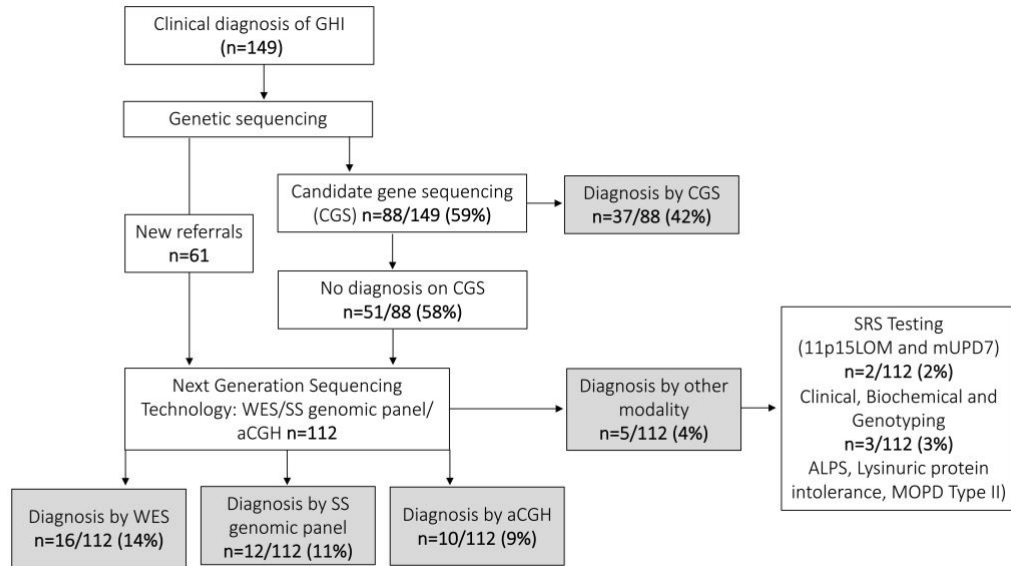 Clinical diagnosis of GHI
(n=149)
Genetic sequencing
Candidate gene sequencing
(CGS) n=88/149 (59%)
Diagnosis by CGS
n=37/88 (42%)
New referrals
n=61
No diagnosis on CGS
n=51/88 (58%)
Next Generation Sequencing
Technology: WES/SS genomic panel/
aCGH n=112
Diagnosis by other
modality
n=5/112 (4%)
SRS Testing
(11p15LOM and mUPD7)
n=2/112 (2%)
Clinical, Biochemical and
Genotyping
n=3/112 (3%)
ALPS, Lysinuric protein
intolerance, MOPD Type II)
Diagnosis by WES
n=16/112 (14%)
Diagnosis by SS
genomic panel
n=12/112 (11%)
Diagnosis by aCGH
n=10/112 (9%)